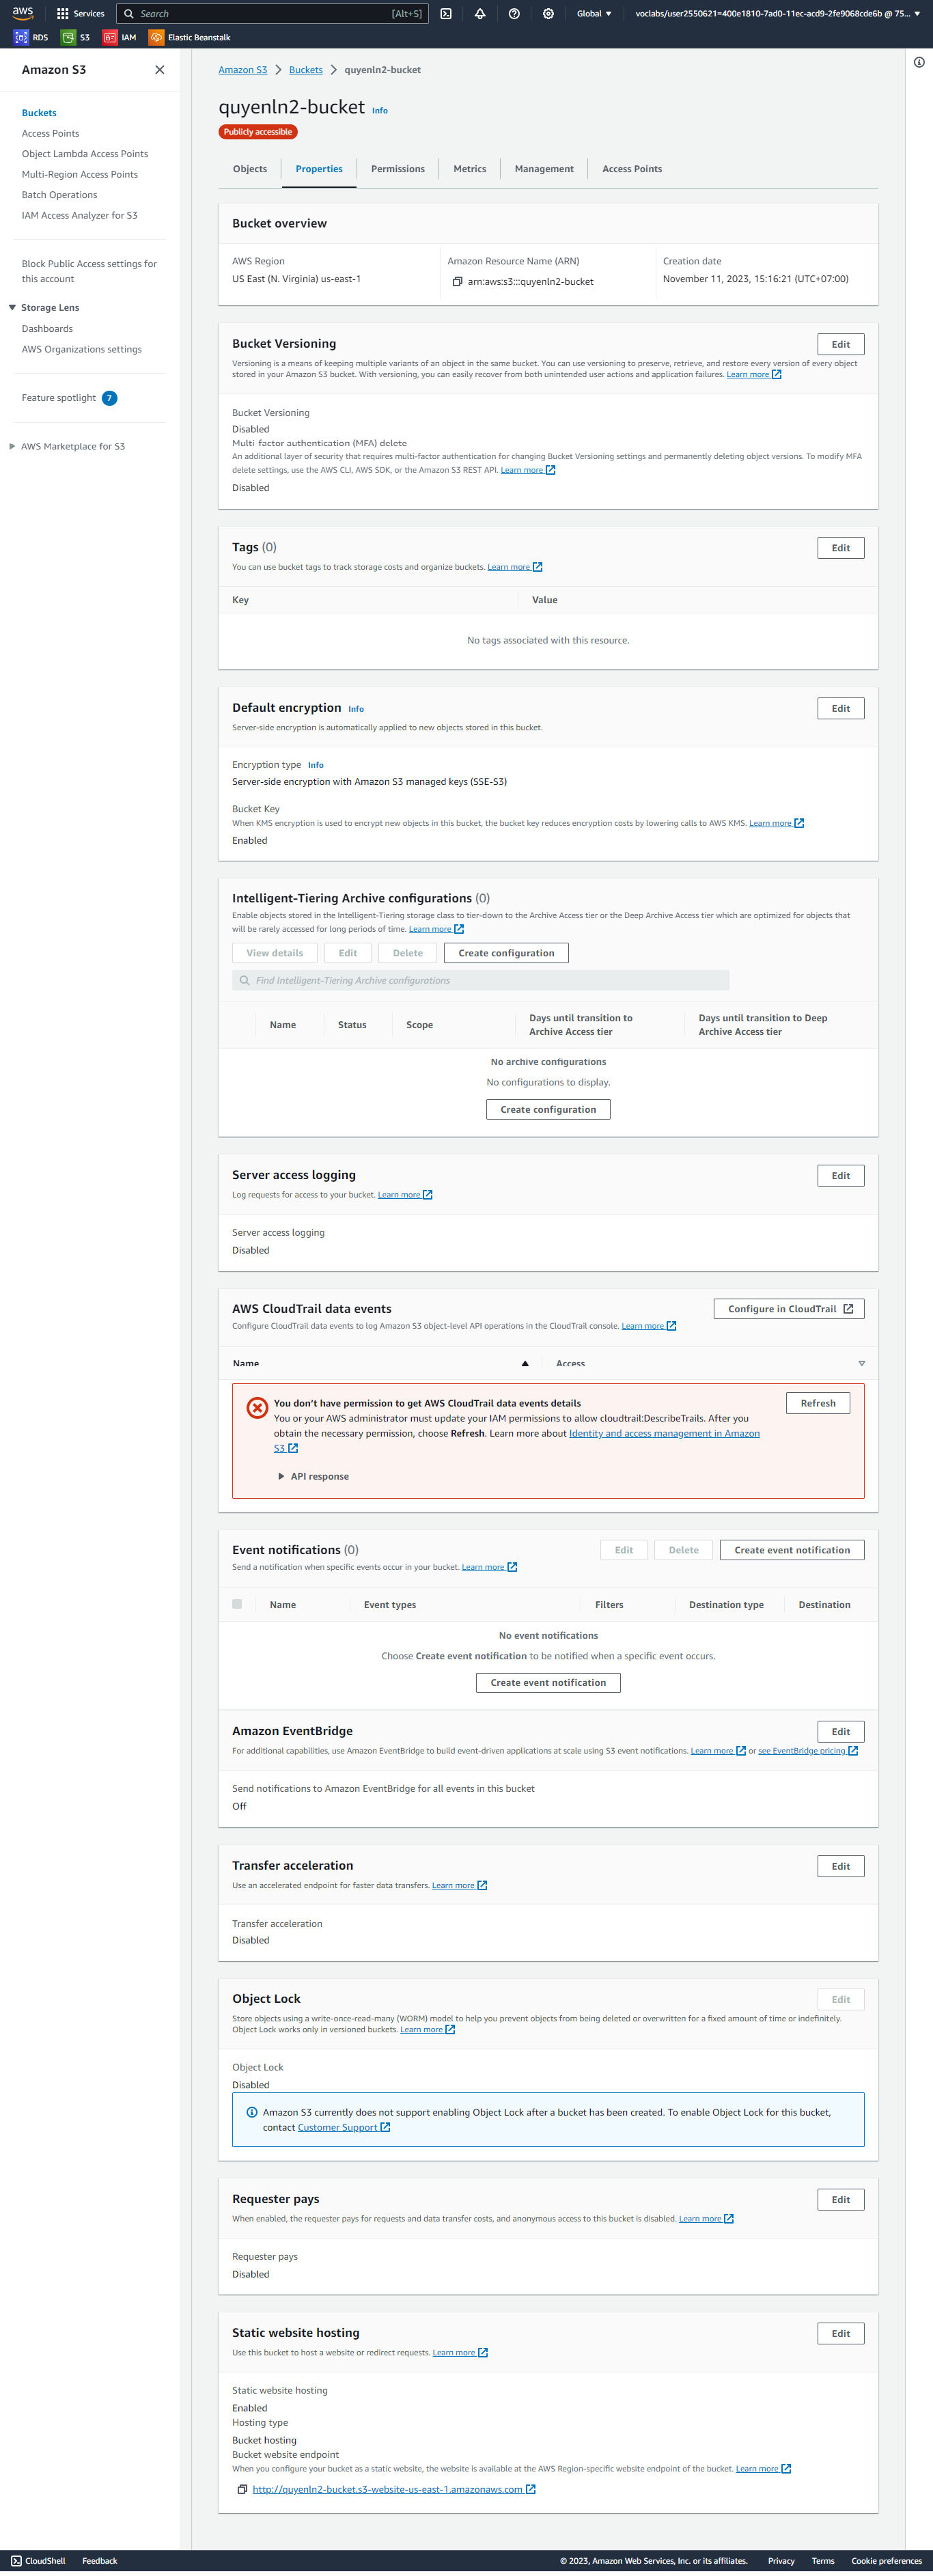 aws
Services
Search
[Alt+S]
Global
voclabs/user2550621=400e1810-7ad0-11ec-acd9-2fe9068cde6b @ 75...
RDS
S3
IAM
Elastic Beanstalk
Amazon S3
Buckets
Access Points
Object Lambda Access Points
Multi-Region Access Points
Batch Operations
IAM Access Analyzer for S3
Block Public Access settings for
this account
Storage Lens
Dashboards
AWS Organizations settings
Feature spotlight 7
AWS Marketplace for S3
Amazon S3 > Buckets > quyenln2-bucket
quyenln2-bucket Info
Publicly accessible
Objects
Properties
Permissions
Metrics
Management
Access Points
Bucket overview
AWS Region
US East (N. Virginia) us-east-1
Amazon Resource Name (ARN)
arn:aws:s3:::quyenln2-bucket
Creation date
November 11, 2023, 15:16:21 (UTC+07:00)
Bucket Versioning
Edit
Versioning is a means of keeping multiple variants of an object in the same bucket. You can use versioning to preserve, retrieve, and restore every version of every object
stored in your Amazon S3 bucket. With versioning, you can easily recover from both unintended user actions and application failures. Learn more
Bucket Versioning
Disabled
Multi-factor authentication (MFA) delete
An additional layer of security that requires multi-factor authentication for changing Bucket Versioning settings and permanently deleting object versions. To modify MFA
delete settings, use the AWS CLI, AWS SDK, or the Amazon S3 REST API. Learn more
Disabled
Tags (0)
Edit
You can use bucket tags to track storage costs and organize buckets. Learn more
Key
Value
No tags associated with this resource.
Default encryption Info
Edit
Server-side encryption is automatically applied to new objects stored in this bucket.
Encryption type Info
Server-side encryption with Amazon S3 managed keys (SSE-S3)
Bucket Key
When KMS encryption is used to encrypt new objects in this bucket, the bucket key reduces encryption costs by lowering calls to AWS KMS. Learn more
Enabled
Intelligent-Tiering Archive configurations (0)
Enable objects stored in the Intelligent-Tiering storage class to tier-down to the Archive Access tier or the Deep Archive Access tier which are optimized for objects that
will be rarely accessed for long periods of time. Learn more
View details
Edit
Delete
Create configuration
Find Intelligent-Tiering Archive configurations
Name
Status
Scope
Days until transition to
Archive Access tier
Days until transition to Deep
Archive Access tier
No archive configurations
No configurations to display.
Create configuration
Server access logging
Edit
Log requests for access to your bucket. Learn more
Server access logging
Disabled
AWS CloudTrail data events
Configure in CloudTrail
Configure CloudTrail data events to log Amazon S3 object-level API operations in the CloudTrail console. Learn more
Name
Access
You don't have permission to get AWS CloudTrail data events details
Refresh
You or your AWS administrator must update your IAM permissions to allow cloudtrail:DescribeTrails. After you
obtain the necessary permission, choose Refresh. Learn more about Identity and access management in Amazon
S3
API response
Event notifications (0)
Edit
Delete
Create event notification
Send a notification when specific events occur in your bucket. Learn more
Name
Event types
Filters
Destination type
Destination
No event notifications
Choose Create event notification to be notified when a specific event occurs.
Create event notification
Amazon EventBridge
Edit
For additional capabilities, use Amazon EventBridge to build event-driven applications at scale using S3 event notifications. Learn more or see EventBridge pricing
Send notifications to Amazon EventBridge for all events in this bucket
Off
Transfer acceleration
Edit
Use an accelerated endpoint for faster data transfers. Learn more
Transfer acceleration
Disabled
Object Lock
Edit
Store objects using a write-once-read-many (WORM) model to help you prevent objects from being deleted or overwritten for a fixed amount of time or indefinitely.
Object Lock works only in versioned buckets. Learn more
Object Lock
Disabled
Amazon S3 currently does not support enabling Object Lock after a bucket has been created. To enable Object Lock for this bucket,
contact Customer Support
Requester pays
Edit
When enabled, the requester pays for requests and data transfer costs, and anonymous access to this bucket is disabled. Learn more
Requester pays
Disabled
Static website hosting
Edit
Use this bucket to host a website or redirect requests. Learn more
Static website hosting
Enabled
Hosting type
Bucket hosting
Bucket website endpoint
When you configure your bucket as a static website, the website is available at the AWS Region-specific website endpoint of the bucket. Learn more
http://quyenln2-bucket.s3-website-us-east-1.amazonaws.com
CloudShell
Feedback
© 2023, Amazon Web Services, Inc. or its affiliates.
Privacy
Terms
Cookie preferences